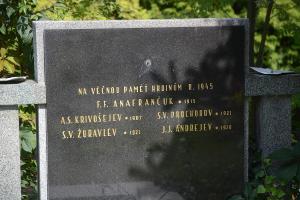 NA VĚČNOU PAMĚŤ HRDINŮM R. 1945
F.F. ANAFRANČUK * 1915
A.S. KRIVOŠEJEV * 1907 S.V. PROCHOROV * 1921
S.V. ŽURAVLEV * 1921 J.J. ANDREJEV * 1920